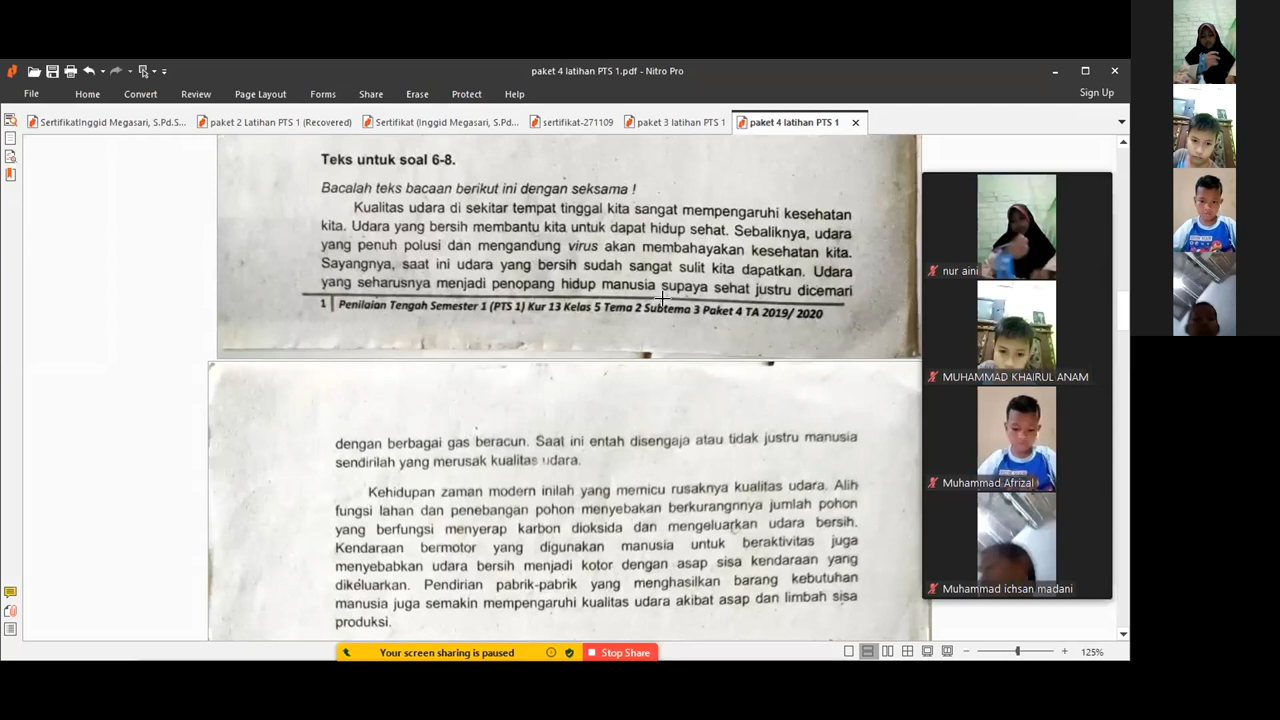 paket 4 latihan PTS 1.pdf - Nitro Pro
File Home Convert Review Page Layout Forms Share Erase Protect Help Sign Up
SertifikatInggid Megasari, S.Pd.S... paket 2 Latihan PTS 1 (Recovered) Sertifikat (Inggid Megasari, S.Pd... sertifikat-271109 paket 3 latihan PTS 1 paket 4 latihan PTS 1
Teks untuk soal 6-8.
Bacalah teks bacaan berikut ini dengan seksama !
Kualitas udara di sekitar tempat tinggal kita sangat mempengaruhi kesehatan
kita. Udara yang bersih membantu kita untuk dapat hidup sehat. Sebaliknya, udara
yang penuh polusi dan mengandung virus akan membahayakan kesehatan kita.
Sayangnya, saat ini udara yang bersih sudah sangat sulit kita dapatkan. Udara
yang seharusnya menjadi penopang hidup manusia supaya sehat justru dicemari
1 Penilaian Tengah Semester 1 (PTS 1) Kur 13 Kelas 5 Tema 2 Subtema 3 Paket 4 TA 2019/ 2020
dengan berbagai gas beracun. Saat ini entah disengaja atau tidak justru manusia
sendirilah yang merusak kualitas udara.
Kehidupan zaman modern inilah yang memicu rusaknya kualitas udara. Alih
fungsi lahan dan penebangan pohon menyebakan berkurangnnya jumlah pohon
yang berfungsi menyerap karbon dioksida dan mengeluarkan udara bersih.
Kendaraan bermotor yang digunakan manusia untuk beraktivitas juga
menyebabkan udara bersih menjadi kotor dengan asap sisa kendaraan yang
dikeluarkan. Pendirian pabrik-pabrik yang menghasilkan barang kebutuhan
manusia juga semakin mempengaruhi kualitas udara akibat asap dan limbah sisa
produksi.
nur aini
MUHAMMAD KHAIRUL ANAM
Muhammad Afrizal
Muhammad ichsan madani
Your screen sharing is paused Stop Share
125%